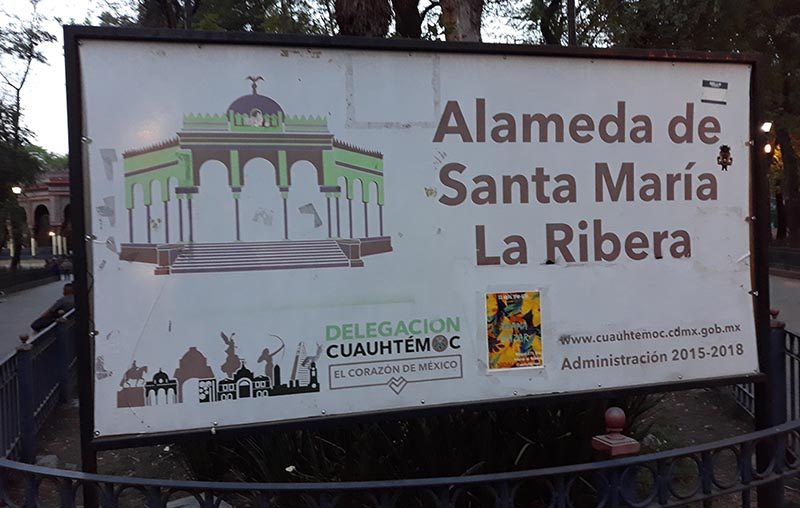 Alameda de
Santa María
La Ribera
DELEGACIÓN
CUAUHTÉMOC
EL CORAZÓN DE MÉXICO
www.cuauhtemoc.cdmx.gob.mx
Administración 2015-2018